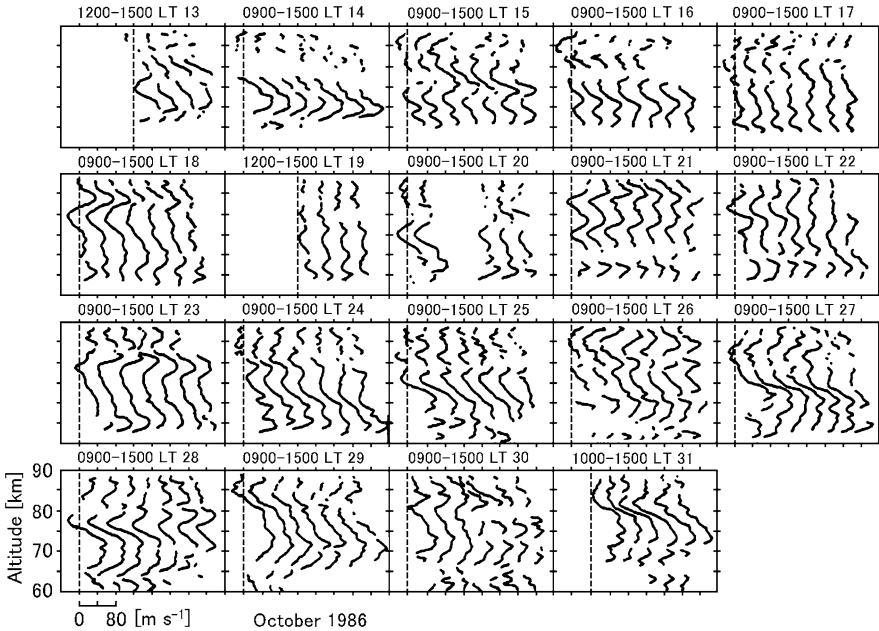 1200-1500 LT 13
0900-1500 LT 14
0900-1500 LT 15
0900-1500 LT 16
0900-1500 LT 17
0900-1500 LT 18
1200-1500 LT 19
0900-1500 LT 20
0900-1500 LT 21
0900-1500 LT 22
0900-1500 LT 23
0900-1500 LT 24
0900-1500 LT 25
0900-1500 LT 26
0900-1500 LT 27
0900-1500 LT 28
0900-1500 LT 29
0900-1500 LT 30
1000-1500 LT 31
Altitude [km]
90
80
70
60
0 80 [m s⁻¹]
October 1986